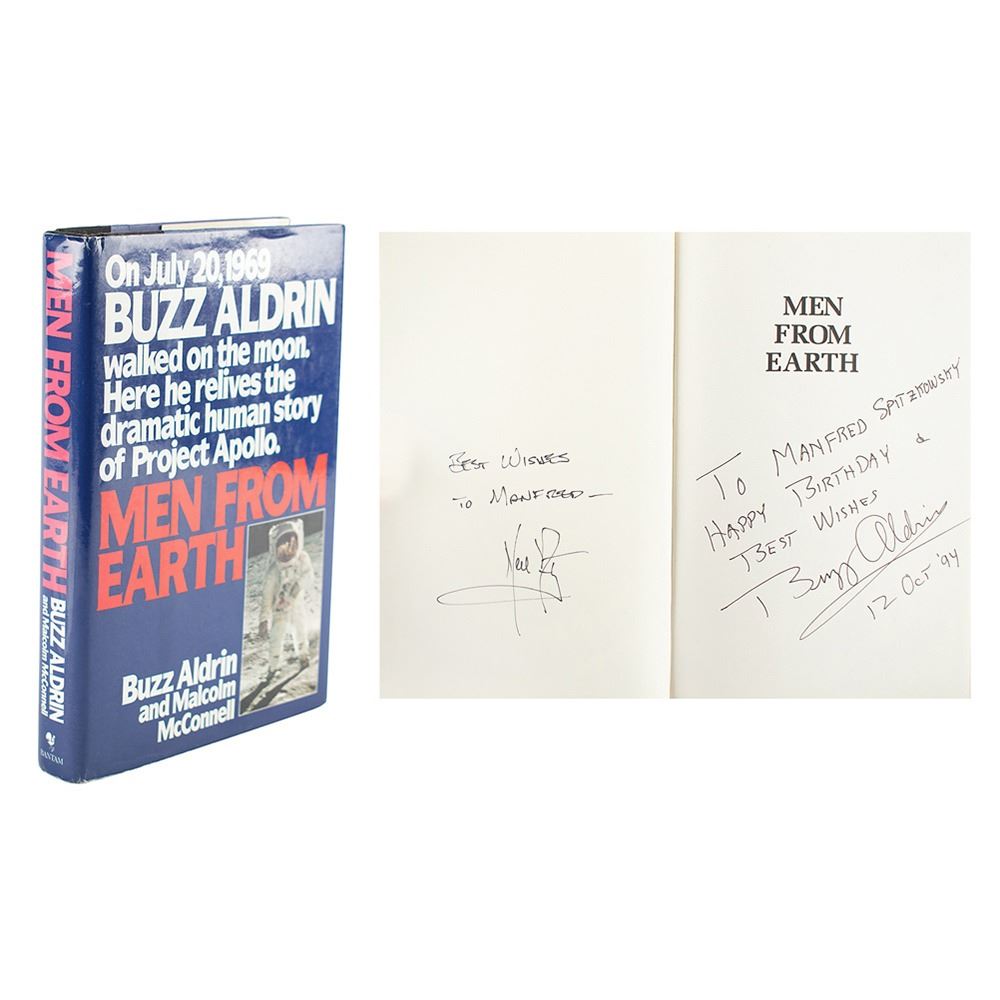 MEN FROM EARTH
BUZZ ALDRIN
and Malcolm McConnell
BANTAM
On July 20, 1969
BUZZ ALDRIN
walked on the moon.
Here he relives the
dramatic human story
of Project Apollo.
MEN FROM
EARTH
Buzz Aldrin
and Malcolm
McConnell
BEST WISHES
TO MANFRED—
MEN
FROM
EARTH
TO MANFRED SPITZKOWSKY
HAPPY BIRTHDAY &
BEST WISHES
Buzz Aldrin
12 OCT '94